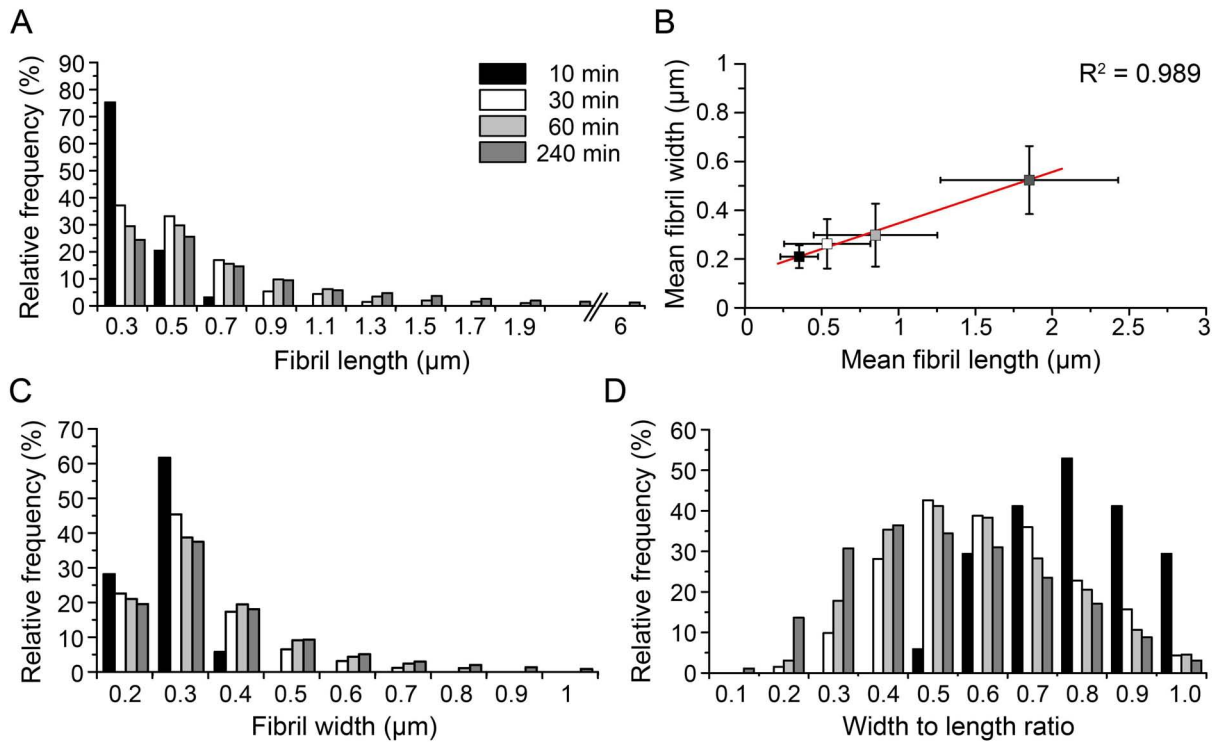 A
Relative frequency (%)
90
80
70
60
50
40
30
20
10
0
10 min
30 min
60 min
240 min
0.3 0.5 0.7 0.9 1.1 1.3 1.5 1.7 1.9 6
Fibril length (µm)
B
Mean fibril width (µm)
1
0.8
0.6
0.4
0.2
0
R² = 0.989
0 0.5 1 1.5 2 2.5 3
Mean fibril length (µm)
C
Relative frequency (%)
70
60
50
40
30
20
10
0
0.2 0.3 0.4 0.5 0.6 0.7 0.8 0.9 1
Fibril width (µm)
D
Relative frequency (%)
60
50
40
30
20
10
0
0.1 0.2 0.3 0.4 0.5 0.6 0.7 0.8 0.9 1.0
Width to length ratio